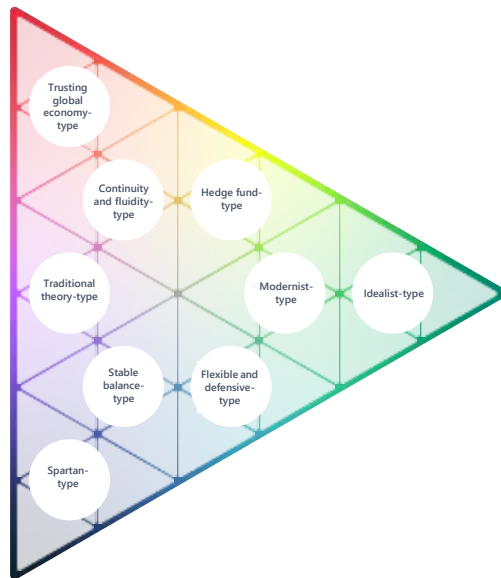 Trusting
global
economy-
type
Continuity
and fluidity-
type
Hedge fund-
type
Traditional
theory-type
Modernist-
type
Idealist-type
Stable
balance-
type
Flexible and
defensive-
type
Spartan-
type